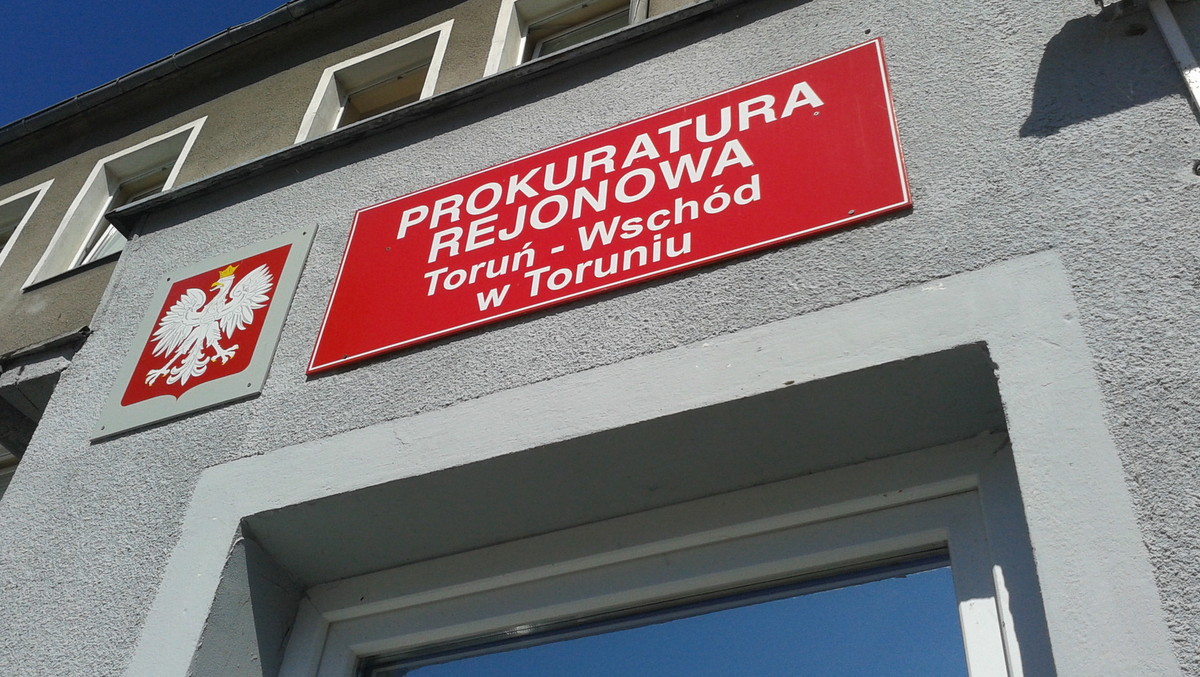 PROKURATURA
REJONOWA
Toruń - Wschód
w Toruniu